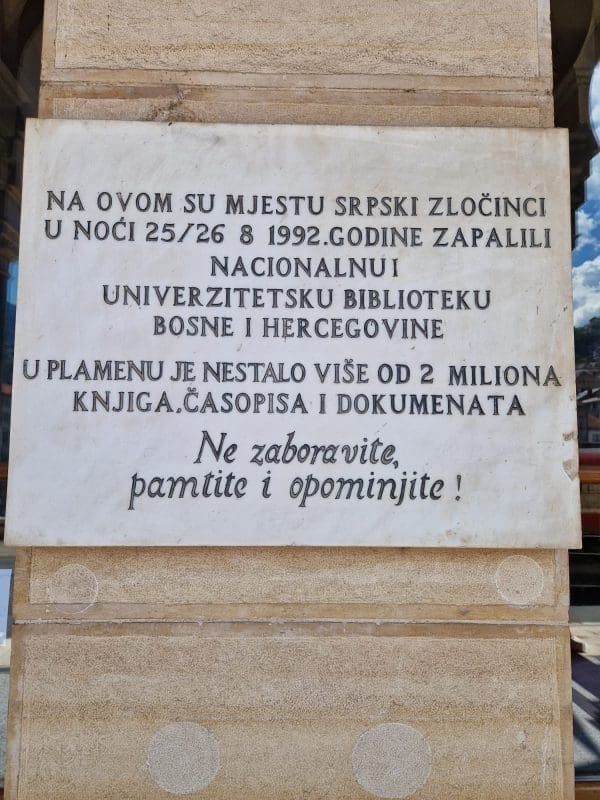 NA OVOM SU MJESTU SRPSKI ZLOČINCI
U NOĆI 25/26 8 1992.GODINE ZAPALILI
NACIONALNU I
UNIVERZITETSKU BIBLIOTEKU
BOSNE I HERCEGOVINE
U PLAMENU JE NESTALO VIŠE OD 2 MILIONA
KNJIGA.ČASOPISA I DOKUMENATA
Ne zaboravite,
pamtite i opominjite !